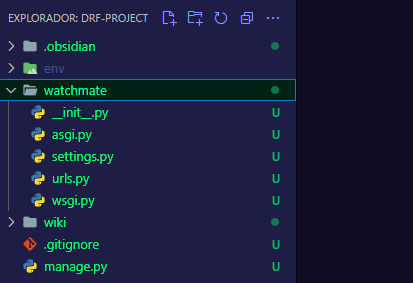 EXPLORADOR: DRF-PROJECT
.obsidian
env
watchmate
__init__.py U
asgi.py U
settings.py U
urls.py U
wsgi.py U
wiki
.gitignore U
manage.py U